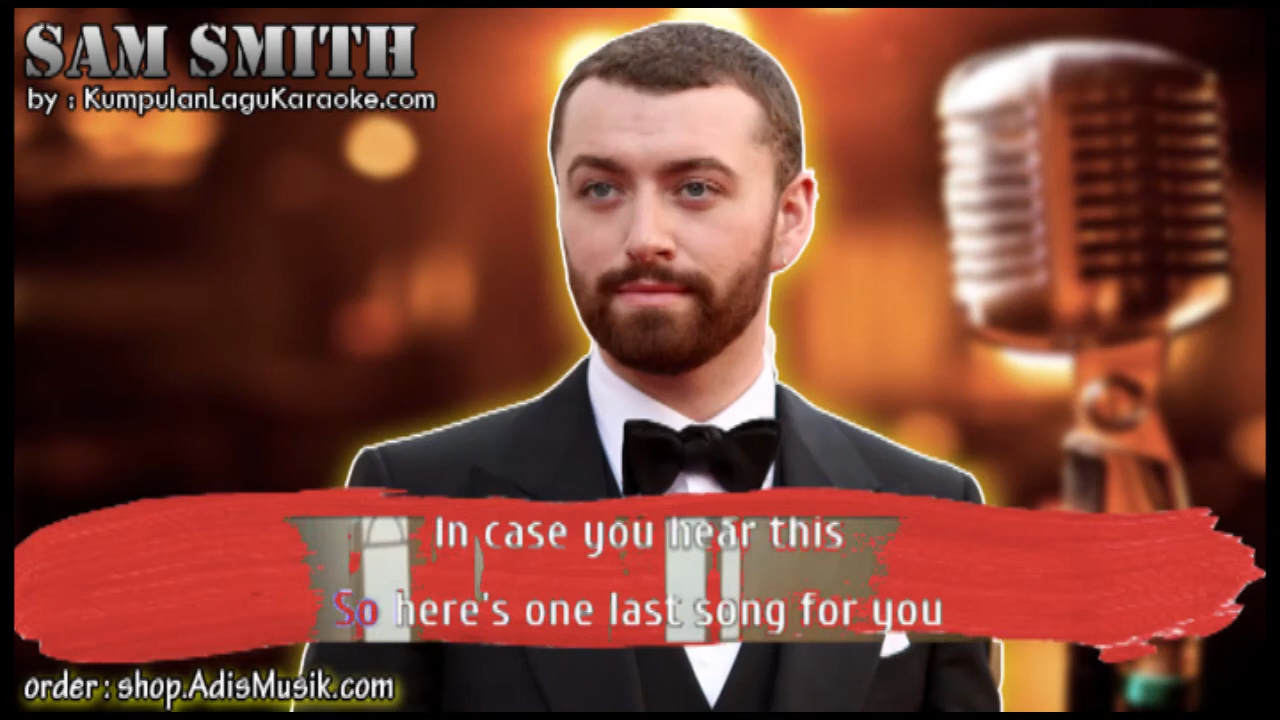 SAM SMITH
by : KumpulanLaguKaraoke.com
In case you hear this
So here's one last song for you
order : shop.AdisMusik.com